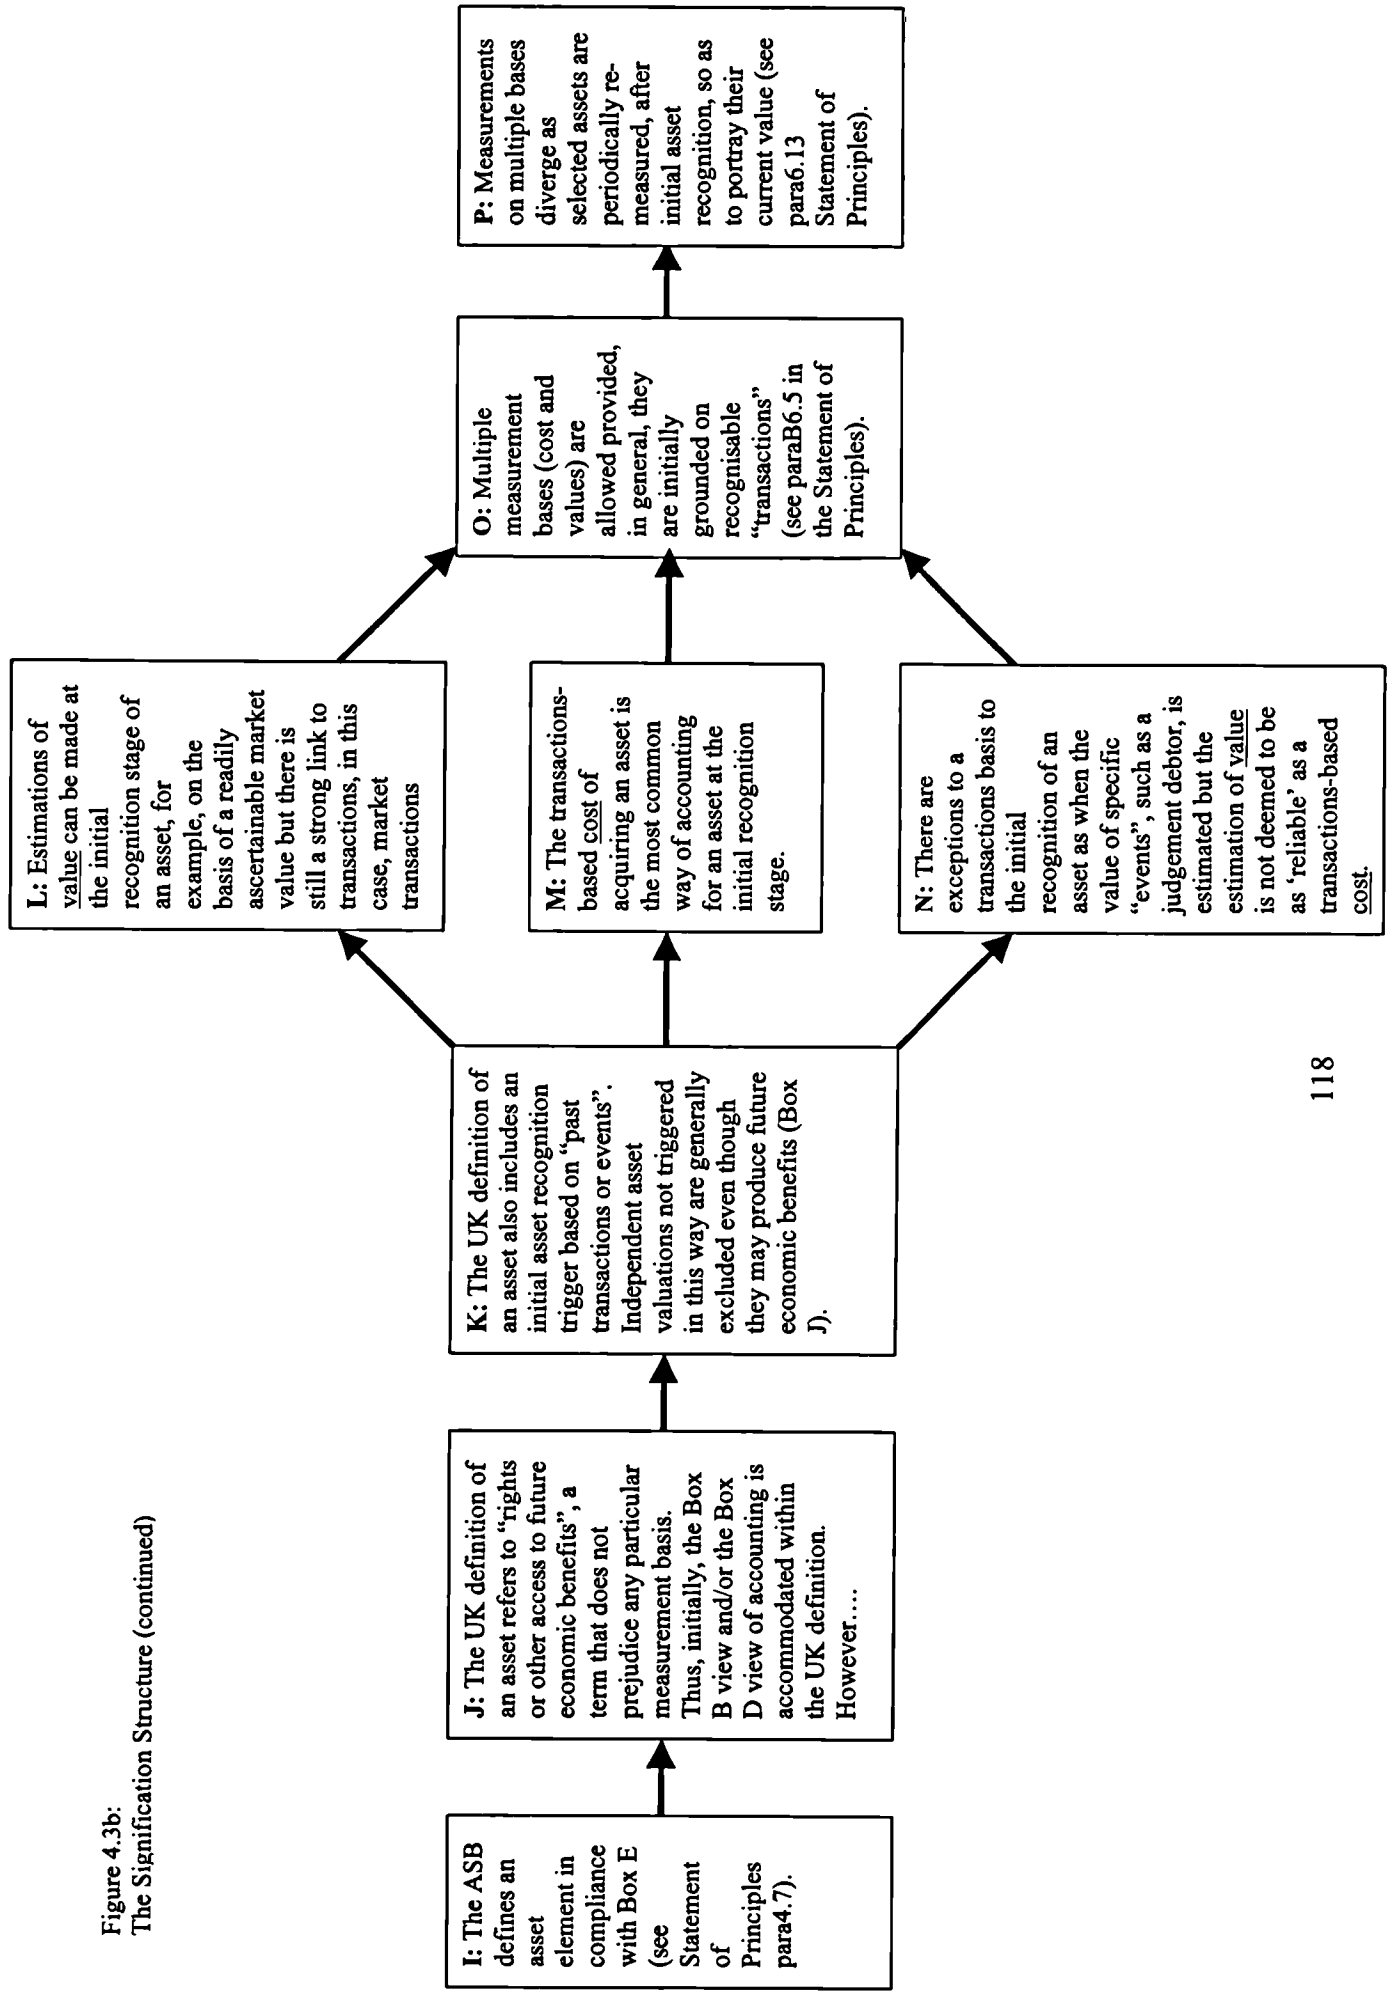 Figure 4.3b:
The Signification Structure (continued)
I: The ASB
defines an
asset
element in
compliance
with Box E
(see
Statement
of
Principles
para4.7).
J: The UK definition of
an asset refers to “rights
or other access to future
economic benefits”, a
term that does not
prejudice any particular
measurement basis.
Thus, initially, the Box
B view and/or the Box
D view of accounting is
accommodated within
the UK definition.
However....
K: The UK definition of
an asset also includes an
initial asset recognition
trigger based on “past
transactions or events”.
Independent asset
valuations not triggered
in this way are generally
excluded even though
they may produce future
economic benefits (Box
J).
L: Estimations of
value can be made at
the initial
recognition stage of
an asset, for
example, on the
basis of a readily
ascertainable market
value but there is
still a strong link to
transactions, in this
case, market
transactions
M: The transactions-
based cost of
acquiring an asset is
the most common
way of accounting
for an asset at the
initial recognition
stage.
N: There are
exceptions to a
transactions basis to
the initial
recognition of an
asset as when the
value of specific
“events”, such as a
judgement debtor, is
estimated but the
estimation of value
is not deemed to be
as ‘reliable’ as a
transactions-based
cost.
O: Multiple
measurement
bases (cost and
values) are
allowed provided,
in general, they
are initially
grounded on
recognisable
“transactions”
(see paraB6.5 in
the Statement of
Principles).
P: Measurements
on multiple bases
diverge as
selected assets are
periodically re-
measured, after
initial asset
recognition, so as
to portray their
current value (see
para6.13
Statement of
Principles).
118